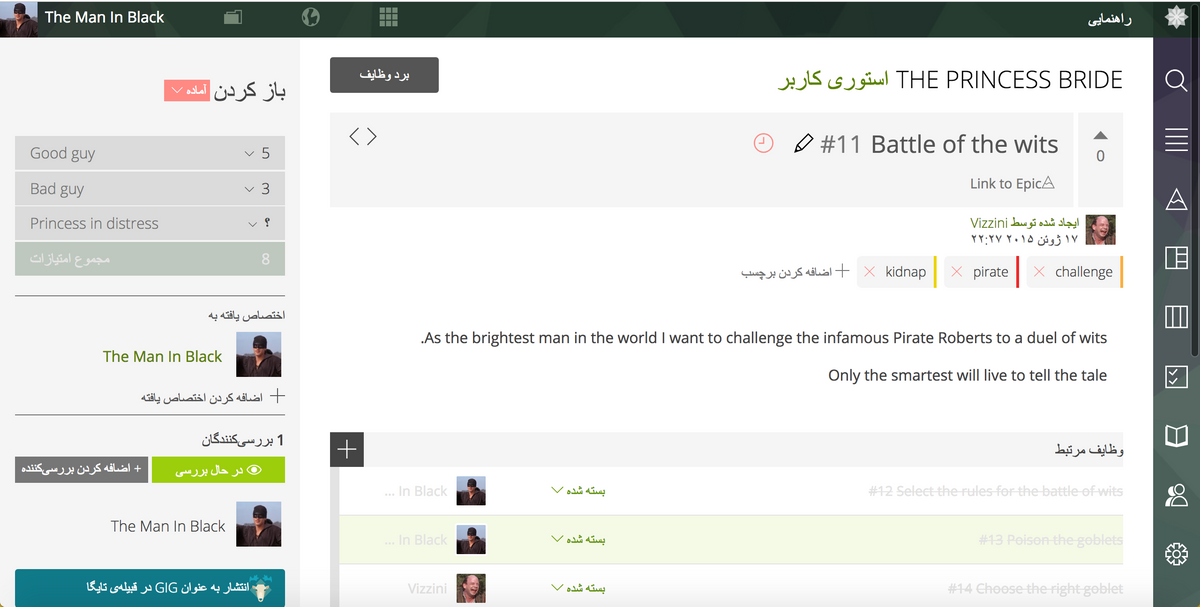 The Man In Black
راهنمایی
THE PRINCESS BRIDE استوری کاربر
برد وظایف
#11 Battle of the wits
0
Link to Epic
ایجاد شده توسط Vizzini
۱۷ ژوئن ۲۰۱۵ ۲۲:۲۷
challenge
pirate
kidnap
اضافه کردن برچسب
.As the brightest man in the world I want to challenge the infamous Pirate Roberts to a duel of wits
Only the smartest will live to tell the tale
وظایف مرتبط
#12 Select the rules for the battle of wits
بسته شده
... In Black
#13 Poison the goblets
بسته شده
... In Black
#14 Choose the right goblet
بسته شده
Vizzini
باز کردن آماده
Good guy 5
Bad guy 3
Princess in distress ؟
مجموع امتیازات 8
اختصاص یافته به
The Man In Black
اضافه کردن اختصاص یافته
1 بررسی‌کنندگان
در حال بررسی
+ اضافه کردن بررسی‌کننده
The Man In Black
انتشار به عنوان GIG در قبیله‌ی تایگا